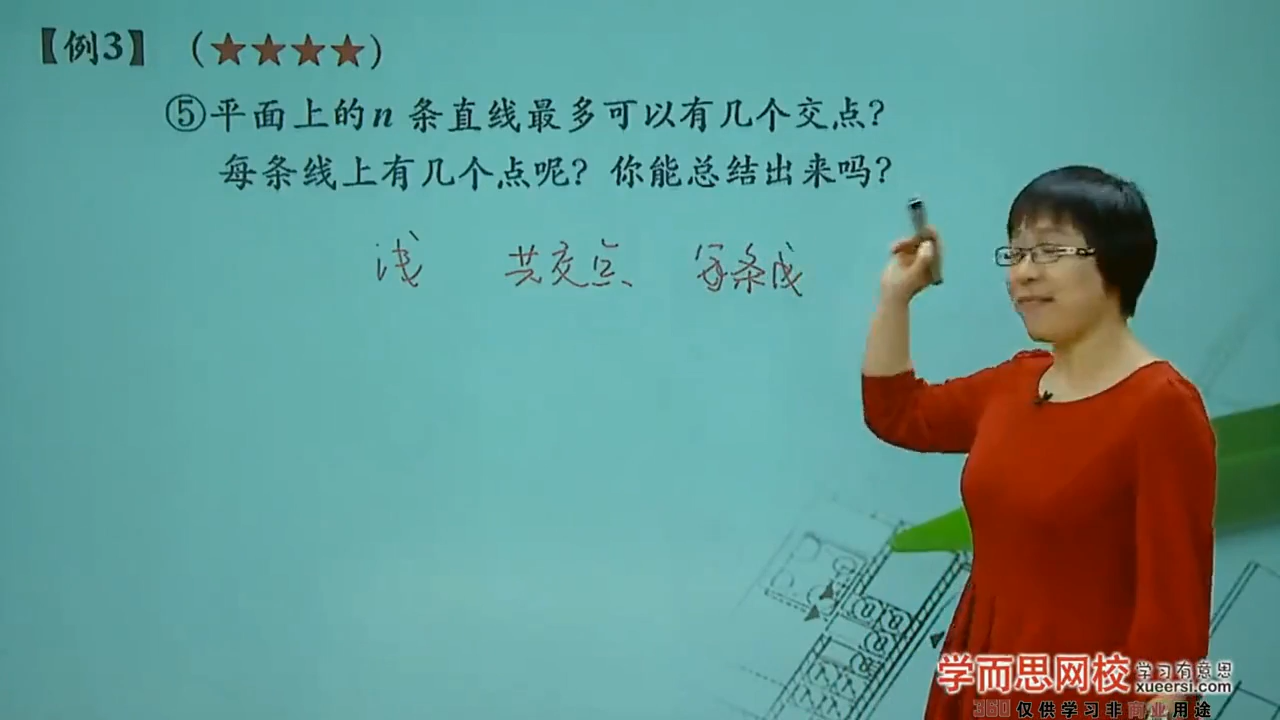 【例3】（★★★★）
⑤平面上的n条直线最多可以有几个交点？
每条线上有几个点呢？你能总结出来吗？
线 共交点 每条线
学而思网校 学习有意思
xueersi.com
360仅供学习非商业用途